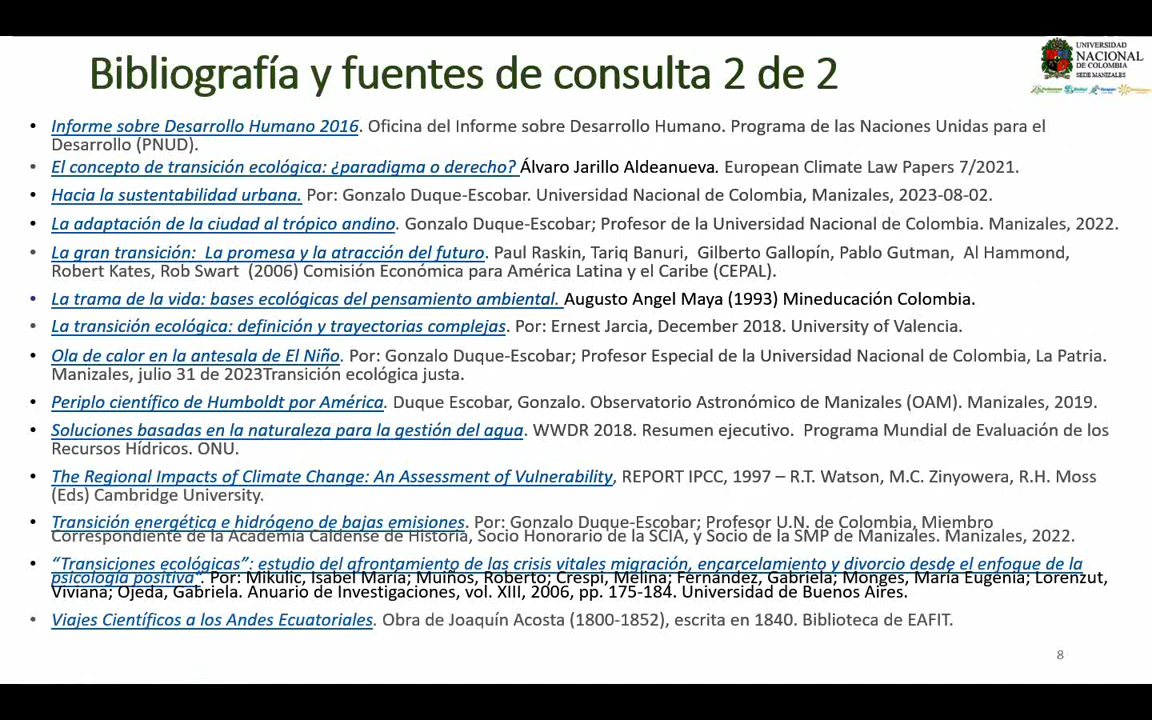 Bibliografía y fuentes de consulta 2 de 2
UNIVERSIDAD
NACIONAL
DE COLOMBIA
SEDE MANIZALES
• Informe sobre Desarrollo Humano 2016. Oficina del Informe sobre Desarrollo Humano. Programa de las Naciones Unidas para el
Desarrollo (PNUD).
• El concepto de transición ecológica: ¿paradigma o derecho? Álvaro Jarillo Aldeanueva. European Climate Law Papers 7/2021.
• Hacia la sustentabilidad urbana. Por: Gonzalo Duque-Escobar. Universidad Nacional de Colombia, Manizales, 2023-08-02.
• La adaptación de la ciudad al trópico andino. Gonzalo Duque-Escobar; Profesor de la Universidad Nacional de Colombia. Manizales, 2022.
• La gran transición: La promesa y la atracción del futuro. Paul Raskin, Tariq Banuri, Gilberto Gallopín, Pablo Gutman, Al Hammond,
Robert Kates, Rob Swart (2006) Comisión Económica para América Latina y el Caribe (CEPAL).
• La trama de la vida: bases ecológicas del pensamiento ambiental. Augusto Angel Maya (1993) Mineducación Colombia.
• La transición ecológica: definición y trayectorias complejas. Por: Ernest Jarcia, December 2018. University of Valencia.
• Ola de calor en la antesala de El Niño. Por: Gonzalo Duque-Escobar; Profesor Especial de la Universidad Nacional de Colombia, La Patria.
Manizales, julio 31 de 2023Transición ecológica justa.
• Periplo científico de Humboldt por América. Duque Escobar, Gonzalo. Observatorio Astronómico de Manizales (OAM). Manizales, 2019.
• Soluciones basadas en la naturaleza para la gestión del agua. WWDR 2018. Resumen ejecutivo. Programa Mundial de Evaluación de los
Recursos Hídricos. ONU.
• The Regional Impacts of Climate Change: An Assessment of Vulnerability, REPORT IPCC, 1997 – R.T. Watson, M.C. Zinyowera, R.H. Moss
(Eds) Cambridge University.
• Transición energética e hidrógeno de bajas emisiones. Por: Gonzalo Duque-Escobar; Profesor U.N. de Colombia, Miembro
Correspondiente de la Academia Caldense de Historia, Socio Honorario de la SCIA, y Socio de la SMP de Manizales. Manizales, 2022.
• “Transiciones ecológicas”: estudio del afrontamiento de las crisis vitales migración, encarcelamiento y divorcio desde el enfoque de la
psicología positiva”. Por: Mikulic, Isabel María; Muiños, Roberto; Crespi, Melina; Fernández, Gabriela; Monges, María Eugenia; Lorenzut,
Viviana; Ojeda, Gabriela. Anuario de Investigaciones, vol. XIII, 2006, pp. 175-184. Universidad de Buenos Aires.
• Viajes Científicos a los Andes Ecuatoriales. Obra de Joaquín Acosta (1800-1852), escrita en 1840. Biblioteca de EAFIT.
8